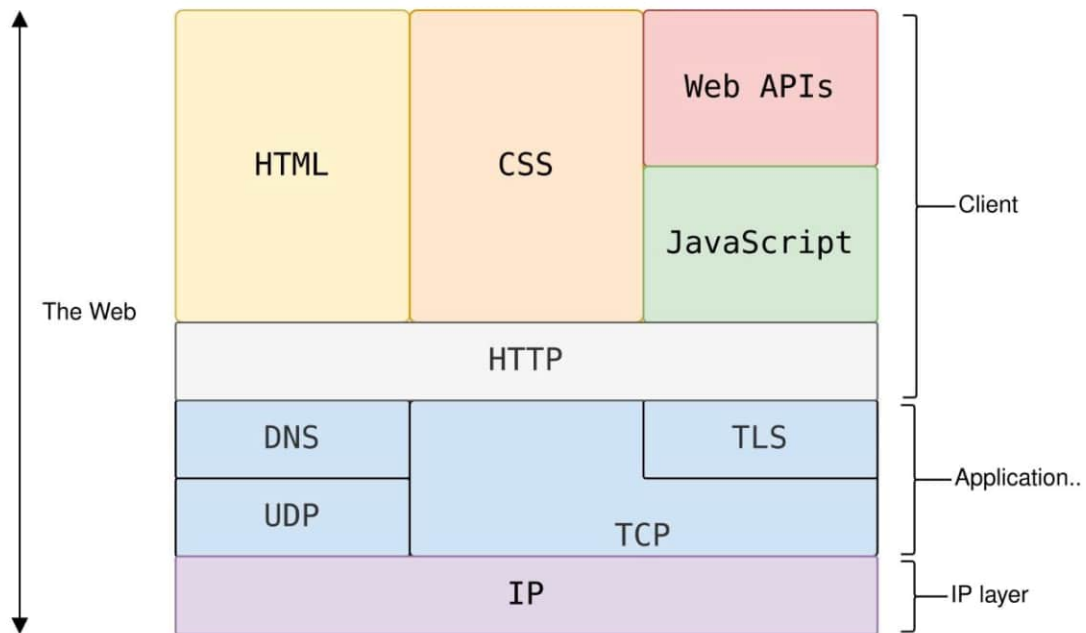 Web APIs
HTML
CSS
JavaScript
Client
The Web
HTTP
DNS
TLS
Application..
UDP
TCP
IP
IP layer